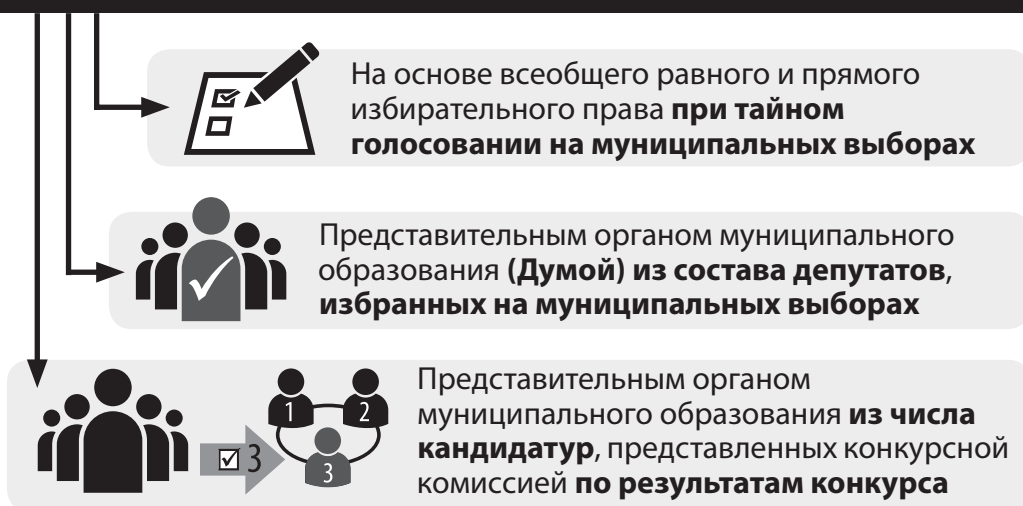 На основе всеобщего равного и прямого
избирательного права при тайном
голосовании на муниципальных выборах
Представительным органом муниципального
образования (Думой) из состава депутатов,
избранных на муниципальных выборах
3
1
2
3
Представительным органом
муниципального образования из числа
кандидатур, представленных конкурсной
комиссией по результатам конкурса